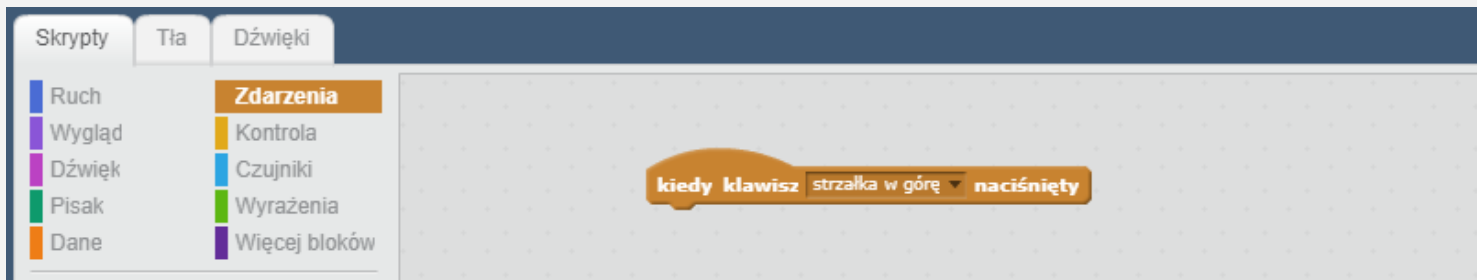 Skrypty Tła Dźwięki
Ruch Zdarzenia
Wygląd Kontrola
Dźwięk Czujniki
Pisak Wyrażenia
Dane Więcej bloków
kiedy klawisz strzałka w górę naciśnięty